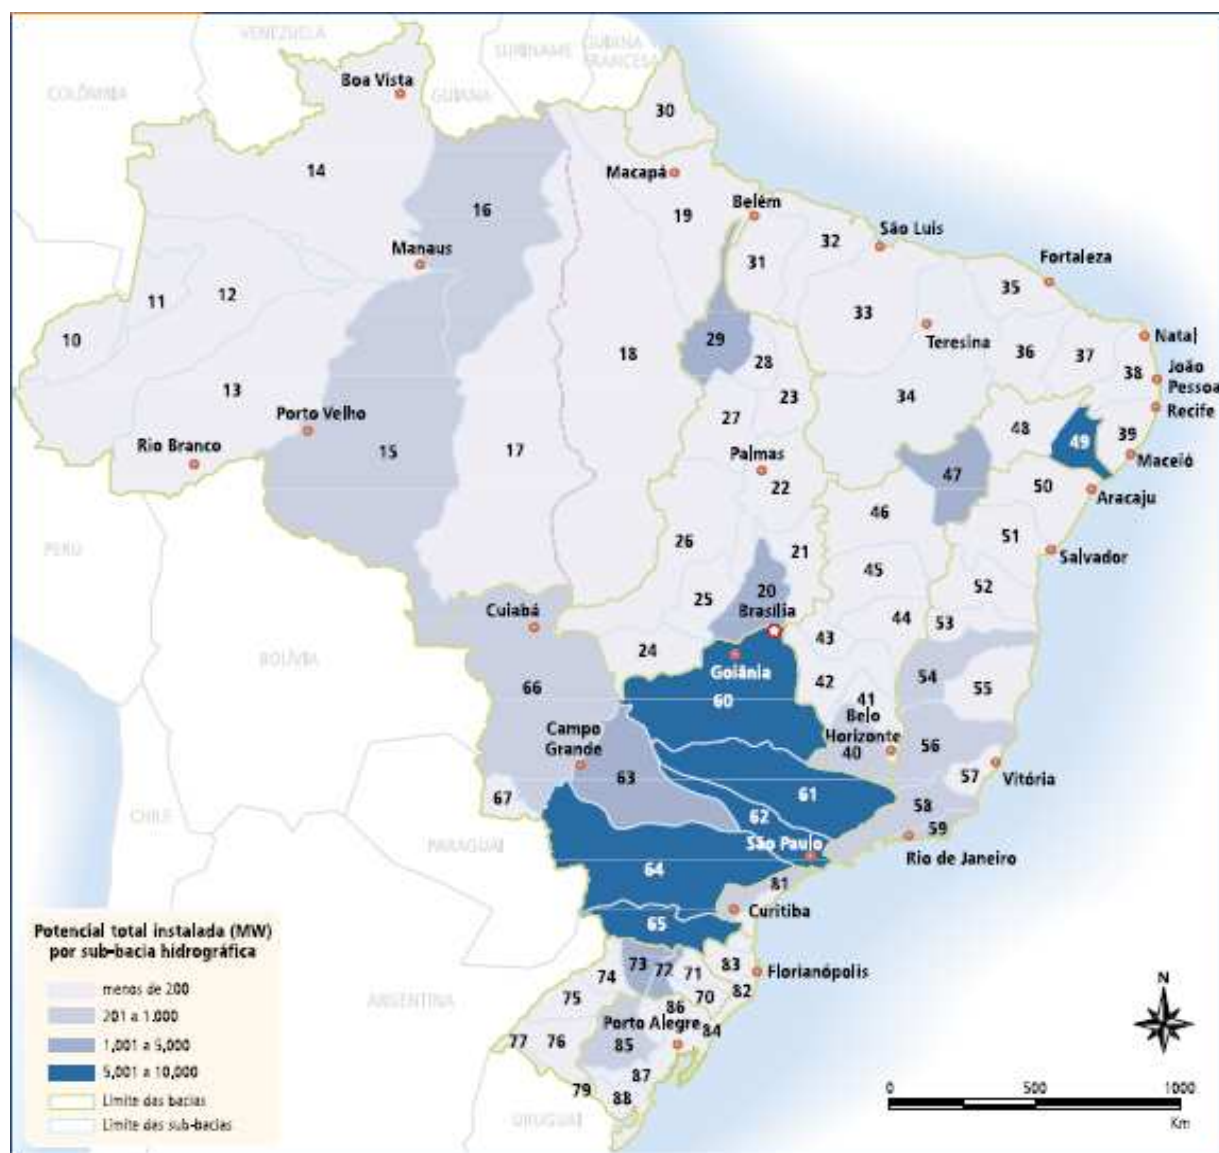 VENEZUELA
SURINAME
GUIANA
FRANCESA
COLÔMBIA
Boa Vista
GUIANA
30
14
Macapá
16
19
Belém
32
São Luis
Manaus
31
Fortaleza
35
11
12
33
10
29
Teresina
Natal
18
28
36
37
38
João
Pessoa
13
23
34
Recife
Porto Velho
27
48
49
39
Rio Branco
15
17
Palmas
47
Maceió
22
50
Aracaju
46
PERU
26
21
51
Salvador
45
20
52
Cuiabá
25
Brasília
44
53
43
24
BOLÍVIA
Goiânia
42
54
66
60
41
55
Campo
Grande
Belo
Horizonte
40
56
63
57
Vitória
67
61
58
CHILE
62
59
PARAGUAI
São Paulo
Rio de Janeiro
64
81
Curitiba
65
Potencial total instalada (MW)
por sub-bacia hidrográfica
menos de 200
201 a 1.000
1,001 a 5,000
5,001 a 10,000
Limite das bacias
Limite das sub-bacias
73
72
74
71
83
Florianópolis
ARGENTINA
75
70
82
86
Porto Alegre
84
77
76
85
87
79
88
URUGUAI
N
0
500
1000
Km